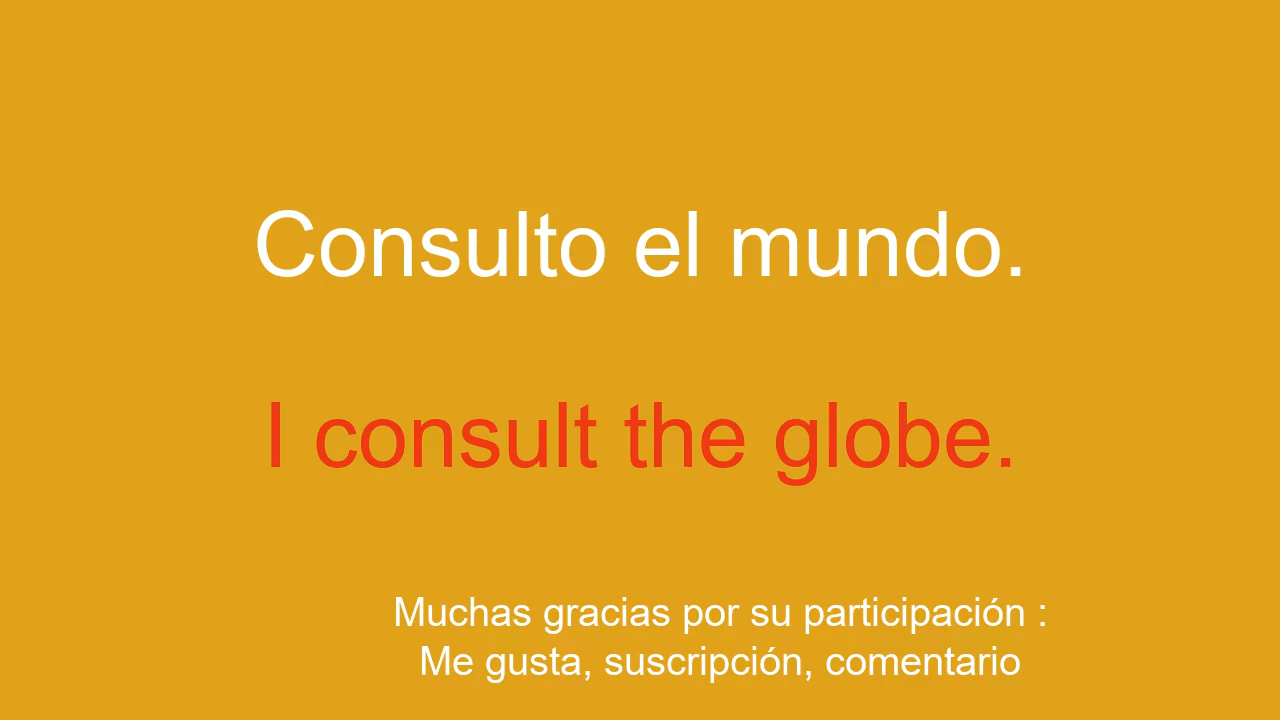 Consulto el mundo.
I consult the globe.
Muchas gracias por su participación :
Me gusta, suscripción, comentario